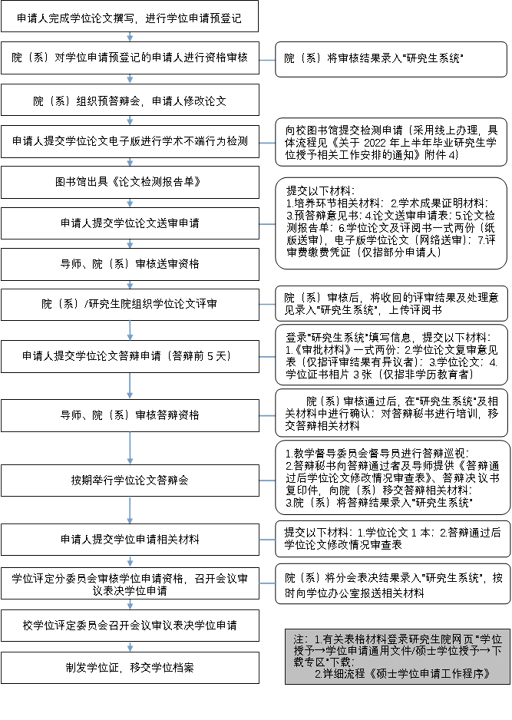 申请人完成学位论文撰写，进行学位申请预登记
院（系）对学位申请预登记的申请人进行资格审核
院（系）将审核结果录入"研究生系统"
院（系）组织预答辩会，申请人修改论文
申请人提交学位论文电子版进行学术不端行为检测
向校图书馆提交检测申请（采用线上办理，具
体流程见《关于 2022 年上半年毕业研究生学
位授予相关工作安排的通知》附件 4）
图书馆出具《论文检测报告单》
申请人提交学位论文送审申请
提交以下材料：
1.培养环节相关材料；2.学术成果证明材料；
3.预答辩意见书；4.论文送审申请表；5.论文检
测报告单；6.学位论文及评阅书一式两份（纸
版送审），电子版学位论文（网络送审）；7.评
审费缴费凭证（仅指部分申请人）
导师、院（系）审核送审资格
院（系）/研究生院组织学位论文评审
院（系）审核后，将收回的评审结果及处理意
见录入"研究生系统"，上传评阅书
申请人提交学位论文答辩申请（答辩前 5 天）
登录"研究生系统"填写信息，提交以下材料：
1.《审批材料》一式两份；2.学位论文复审意见
表（仅指评审结果有异议者）；3.学位论文；4.
学位证书相片 3 张（仅指非学历教育者）
导师、院（系）审核答辩资格
院（系）审核通过后，在"研究生系统"及相
关材料中进行确认；对答辩秘书进行培训，移
交答辩相关材料
按期举行学位论文答辩会
1.教学督导委员会督导员进行答辩巡视；
2.答辩秘书向答辩通过者及导师提供《答辩通
过后学位论文修改情况审查表》、答辩决议书
复印件，向院（系）移交答辩相关材料；
3.院（系）将答辩结果录入"研究生系统"
申请人提交学位申请相关材料
提交以下材料：1.学位论文 1 本；2.答辩通过后
学位论文修改情况审查表
学位评定分委员会审核学位申请资格，召开会议审
议表决学位申请
院（系）将分会表决结果录入"研究生系统"，按
时向学位办公室报送相关材料
校学位评定委员会召开会议审议表决学位申请
制发学位证，移交学位档案
注：1.有关表格材料登录研究生院网页"学位
授予→学位申请通用文件/硕士学位授予→下
载专区"下载；
2.详细流程《硕士学位申请工作程序》